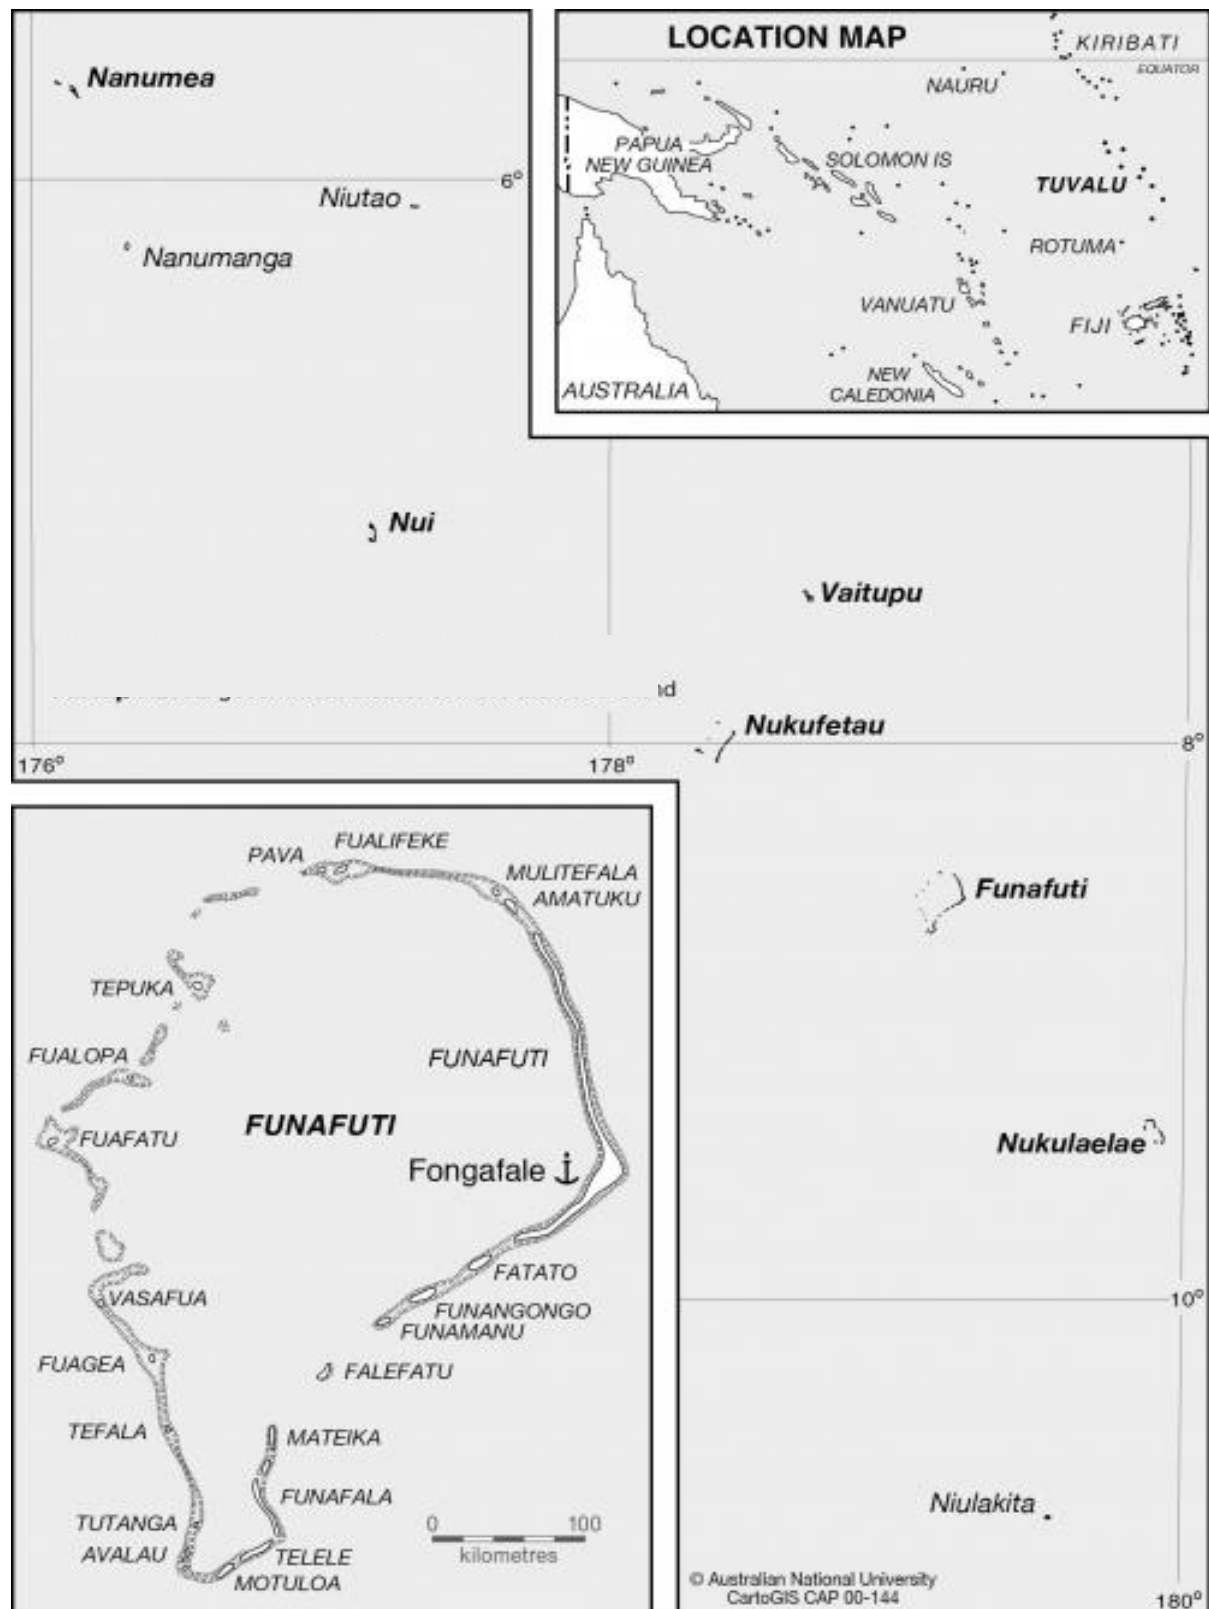 LOCATION MAP
KIRIBATI
EQUATOR
NAURU
PAPUA
NEW GUINEA
SOLOMON IS
TUVALU
ROTUMA
VANUATU
FIJI
NEW
CALEDONIA
AUSTRALIA
Nanumea
6°
Niutao
Nanumanga
Nui
Vaitupu
Nukufetau
176°
178°
8°
Funafuti
Nukulaelae
10°
Niulakita
© Australian National University
CartoGIS CAP 00-144
180°
FUALIFEKE
PAVA
MULITEFALA
AMATUKU
TEPUKA
FUALOPA
FUNAFUTI
FUNAFUTI
FUAFATU
Fongafale
FATATO
VASAFUA
FUNANGONGO
FUNAMANU
FUAGEA
FALEFATU
TEFALA
MATEIKA
FUNAFALA
TUTANGA
0 100
kilometres
AVALAU
TELELE
MOTULOA